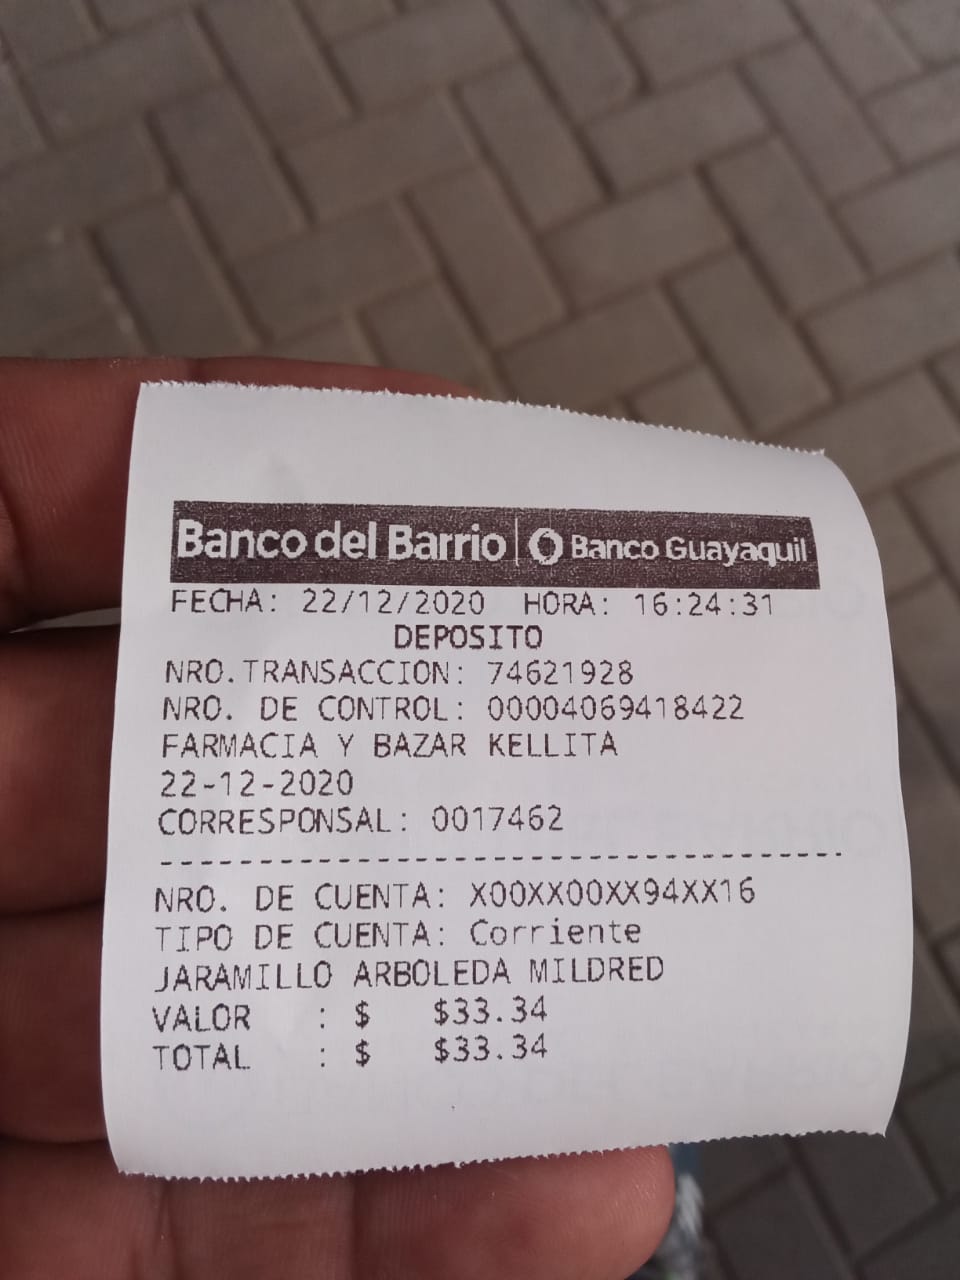 Banco del Barrio | Banco Guayaquil
FECHA: 22/12/2020 HORA: 16:24:31
DEPOSITO
NRO.TRANSACCION: 74621928
NRO. DE CONTROL: 00004069418422
FARMACIA Y BAZAR KELLITA
22-12-2020
CORRESPONSAL: 0017462
NRO. DE CUENTA: X00XX00XX94XX16
TIPO DE CUENTA: Corriente
JARAMILLO ARBOLEDA MILDRED
VALOR : $ $33.34
TOTAL : $ $33.34